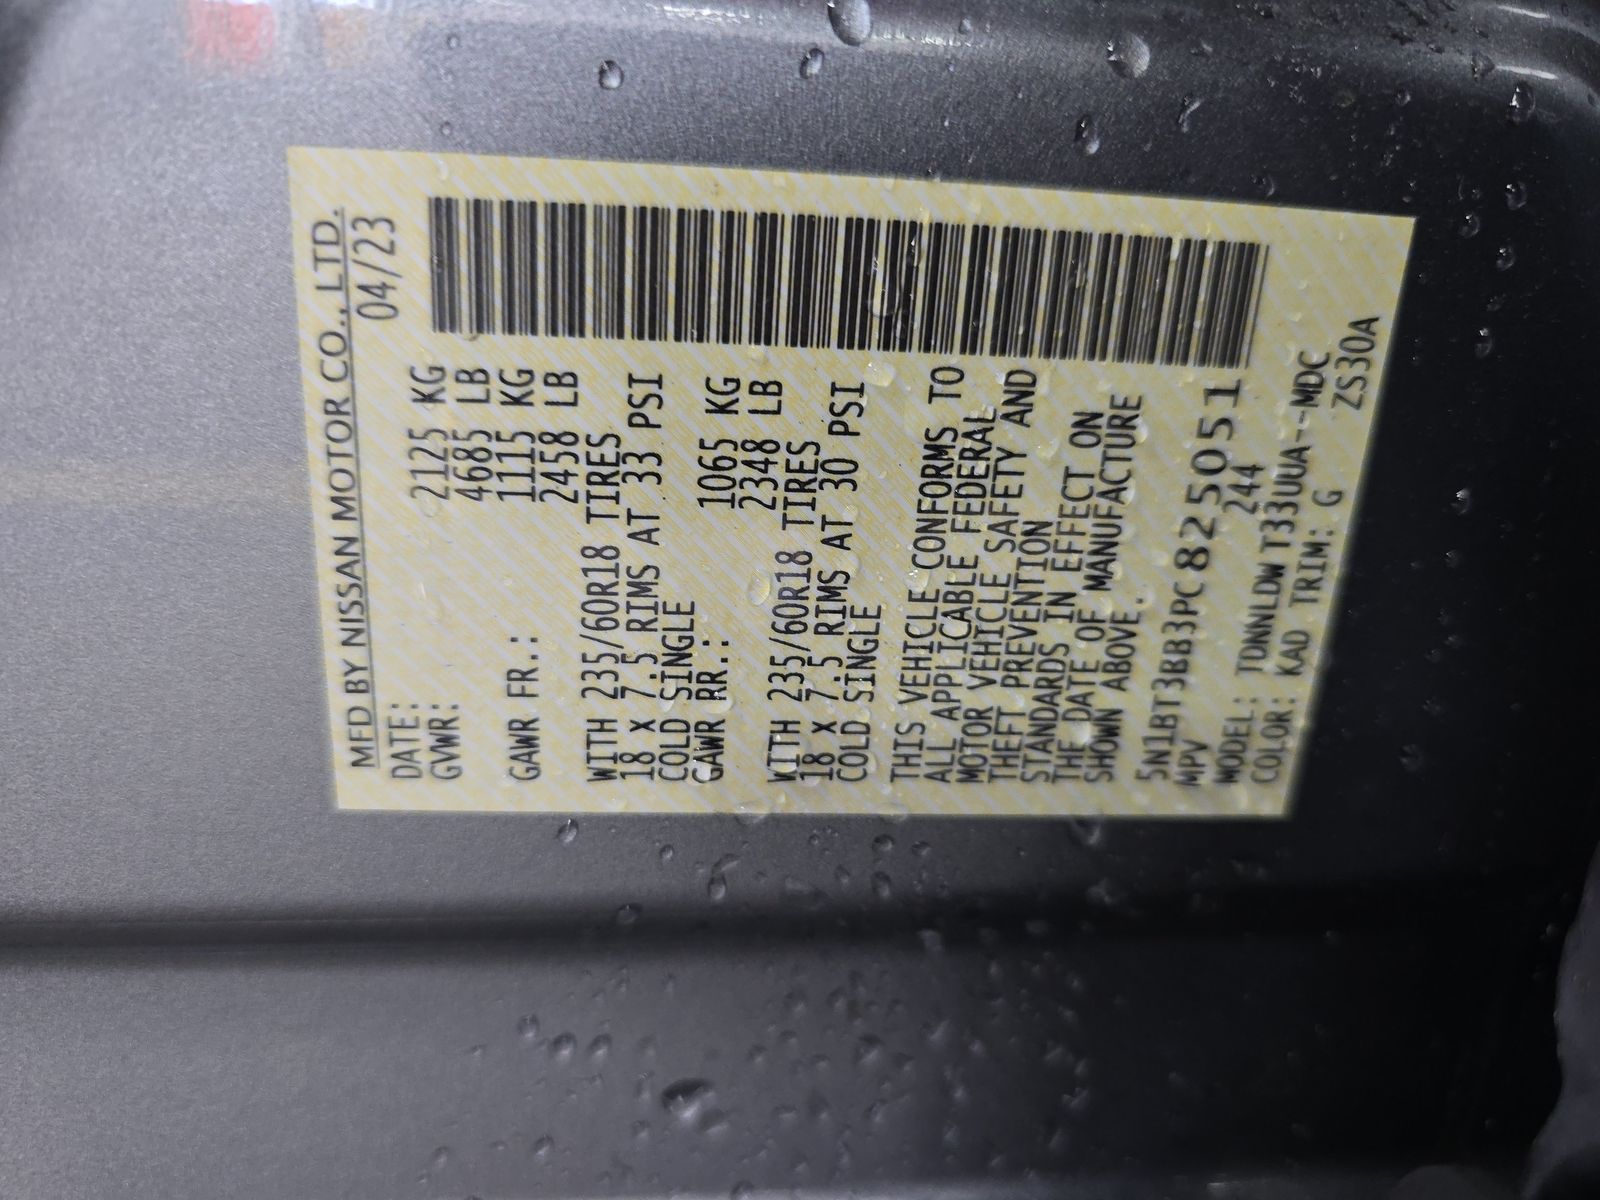 MFD BY NISSAN MOTOR CO., LTD.
DATE: 04/23
GVWR: 2125 KG
4685 LB
GAWR FR.: 1115 KG
2458 LB
WITH 235/60R18 TIRES
18 x 7.5 RIMS AT 33 PSI
COLD SINGLE
GAWR RR.: 1065 KG
2348 LB
WITH 235/60R18 TIRES
18 x 7.5 RIMS AT 30 PSI
COLD SINGLE
THIS VEHICLE CONFORMS TO
ALL APPLICABLE FEDERAL
MOTOR VEHICLE SAFETY AND
THEFT PREVENTION
STANDARDS IN EFFECT ON
THE DATE OF MANUFACTURE
SHOWN ABOVE.
5N1BT3BB3PC825051
MPV 244
MODEL: TQNNLDW T33UUA--MDC
COLOR: KAD TRIM: G ZS30A